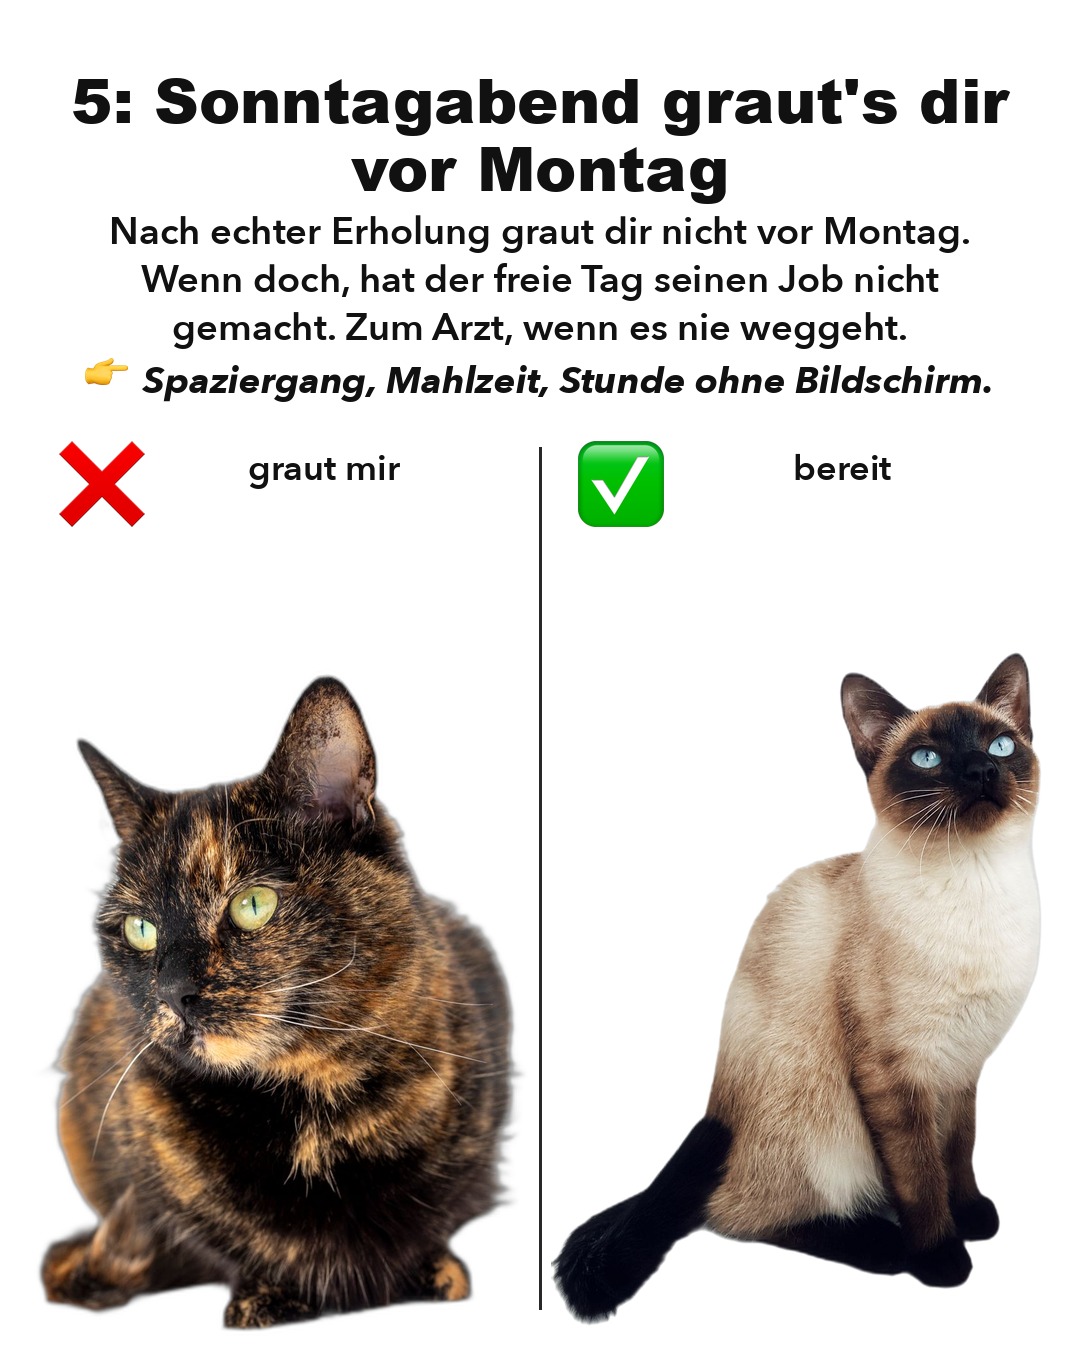 5: Sonntagabend graut's dir
vor Montag
Nach echter Erholung graut dir nicht vor Montag.
Wenn doch, hat der freie Tag seinen Job nicht
gemacht. Zum Arzt, wenn es nie weggeht.
👉 Spaziergang, Mahlzeit, Stunde ohne Bildschirm.
❌ graut mir
✅ bereit